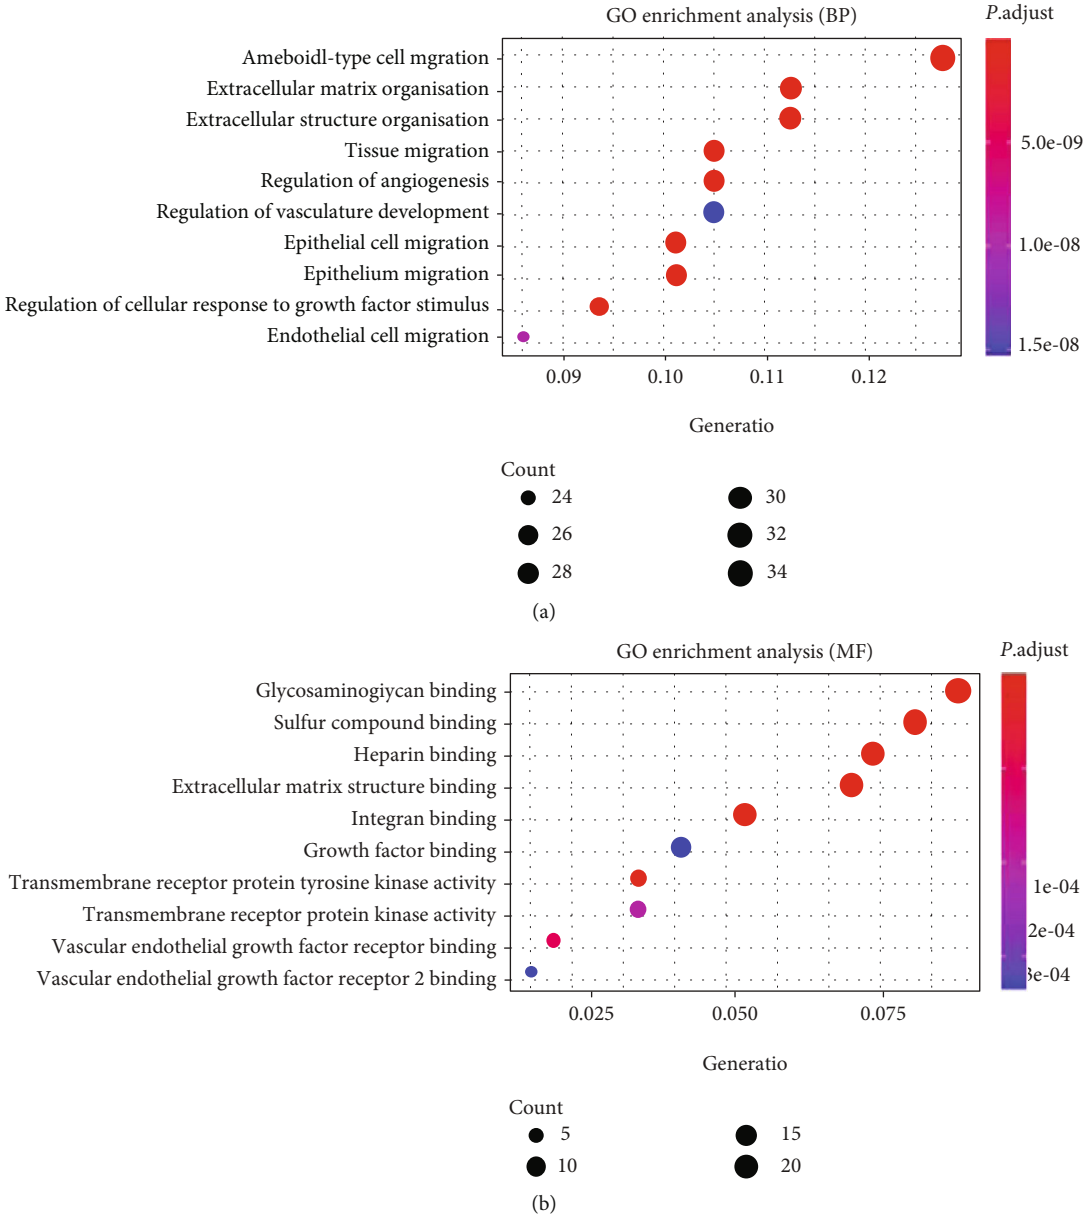 GO enrichment analysis (BP)
P.adjust
Ameboidl-type cell mgration
Extracellular matrix organisation
Extracellular structure organisation
Tissue migration
Regulation of angiogenesis
Regulation of vasculature development
Epithelial cell migration
Epithelium migration
Regulation of cellular response to growth factor stimulus
Endothelial cell migration
5.0e-09
1.0e-08
1.5e-08
0.09 0.10 0.11 0.12
Generatio
Count
24 30
26 32
28 34
(a)
GO enrichment analysis (MF)
P.adjust
Glycosaminogiycan binding
Sulfur compound binding
Heparin binding
Extracellular matrix structure binding
Integran binding
Growth factor binding
Transmembrane receptor protein tyrosine kinase activity
Transmembrane receptor protein kinase activity
Vascular endothelial growth factor receptor binding
Vascular endothelial growth factor receptor 2 binding
1e-04
2e-04
3e-04
0.025 0.050 0.075
Generatio
Count
5 15
10 20
(b)